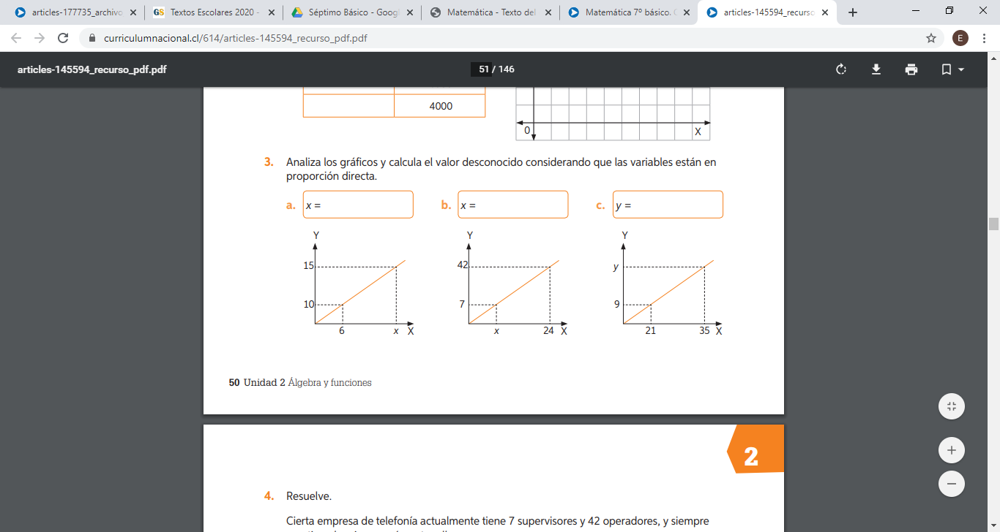 articles-177735_archivo
GS Textos Escolares 2020 -
Séptimo Básico - Googl
Matemática - Texto del
Matemática 7º básico. C
articles-145594_recurso
curriculumnacional.cl/614/articles-145594_recurso_pdf.pdf
E
articles-145594_recurso_pdf.pdf
51 / 146
4000
0
X
3. Analiza los gráficos y calcula el valor desconocido considerando que las variables están en
proporción directa.
a. x =
b. x =
c. y =
Y
15
10
6 x X
Y
42
7
x 24 X
Y
y
9
21 35 X
50 Unidad 2 Álgebra y funciones
2
4. Resuelve.
Cierta empresa de telefonía actualmente tiene 7 supervisores y 42 operadores, y siempre